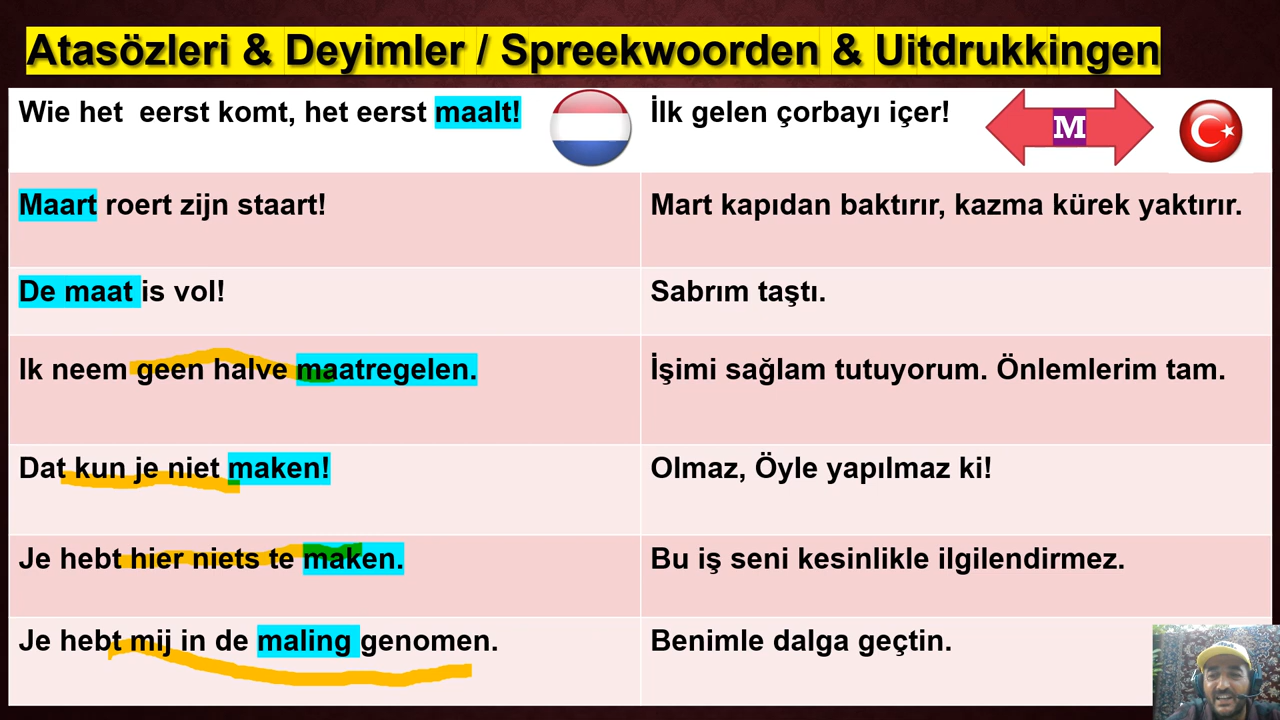 Atasözleri & Deyimler / Spreekwoorden & Uitdrukkingen
Wie het eerst komt, het eerst maalt!
İlk gelen çorbayı içer!
M
Maart roert zijn staart!
Mart kapıdan baktırır, kazma kürek yaktırır.
De maat is vol!
Sabrım taştı.
Ik neem geen halve maatregelen.
İşimi sağlam tutuyorum. Önlemlerim tam.
Dat kun je niet maken!
Olmaz, Öyle yapılmaz ki!
Je hebt hier niets te maken.
Bu iş seni kesinlikle ilgilendirmez.
Je hebt mij in de maling genomen.
Benimle dalga geçtin.